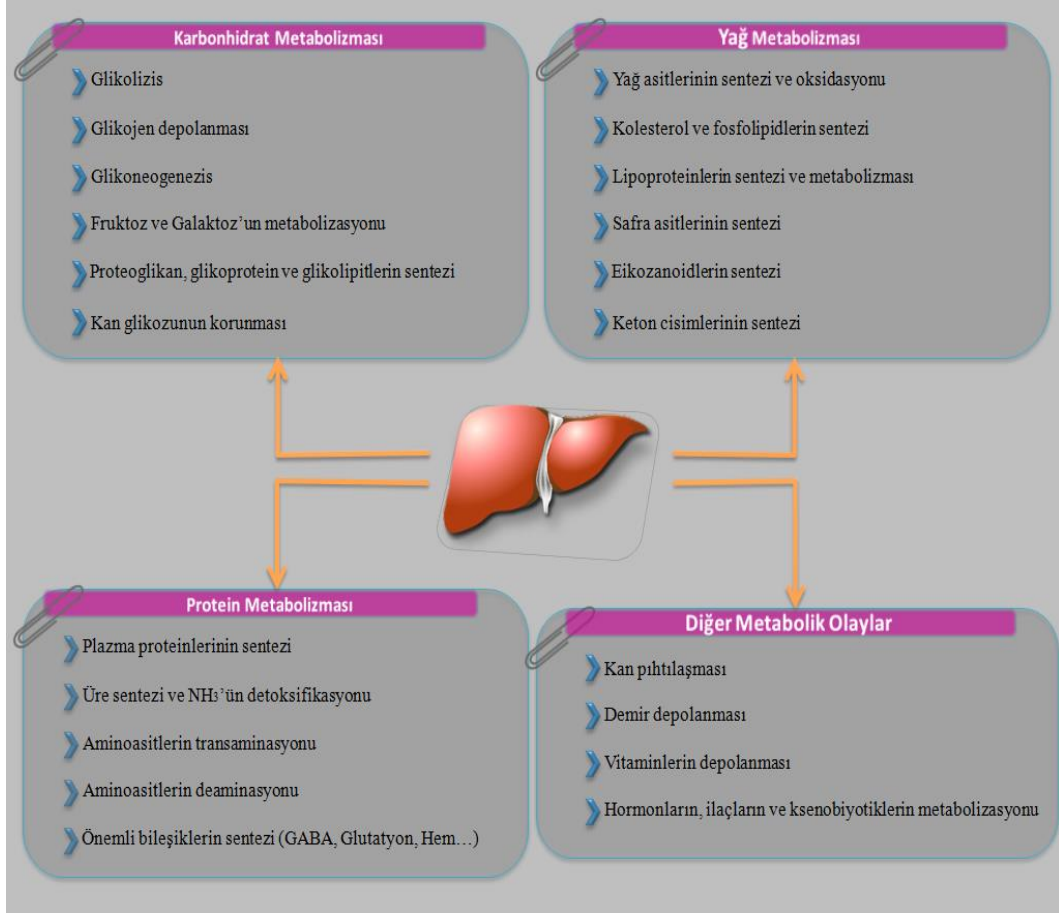 Karbonhidrat Metabolizması
Glikolizis
Glikojen depolanması
Glikoneogenezis
Fruktoz ve Galaktoz’un metabolizasyonu
Proteoglikan, glikoprotein ve glikolipitlerin sentezi
Kan glikozunun korunması
Yağ Metabolizması
Yağ asitlerinin sentezi ve oksidasyonu
Kolesterol ve fosfolipidlerin sentezi
Lipoproteinlerin sentezi ve metabolizması
Safra asitlerinin sentezi
Eikozanoidlerin sentezi
Keton cisimlerinin sentezi
Protein Metabolizması
Plazma proteinlerinin sentezi
Üre sentezi ve NH₃’ün detoksifikasyonu
Aminoasitlerin transaminasyonu
Aminoasitlerin deaminasyonu
Önemli bileşiklerin sentezi (GABA, Glutatyon, Hem…)
Diğer Metabolik Olaylar
Kan pıhtılaşması
Demir depolanması
Vitaminlerin depolanması
Hormonların, ilaçların ve ksenobiyotiklerin metabolizasyonu